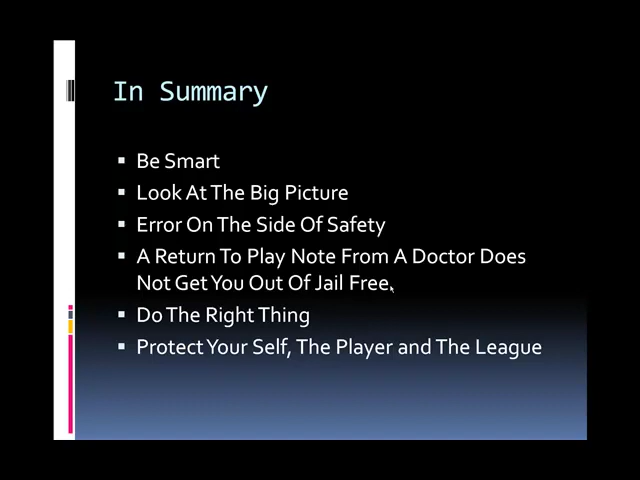 In Summary
Be Smart
Look At The Big Picture
Error On The Side Of Safety
A Return To Play Note From A Doctor Does
Not Get You Out Of Jail Free.
Do The Right Thing
Protect Your Self, The Player and The League